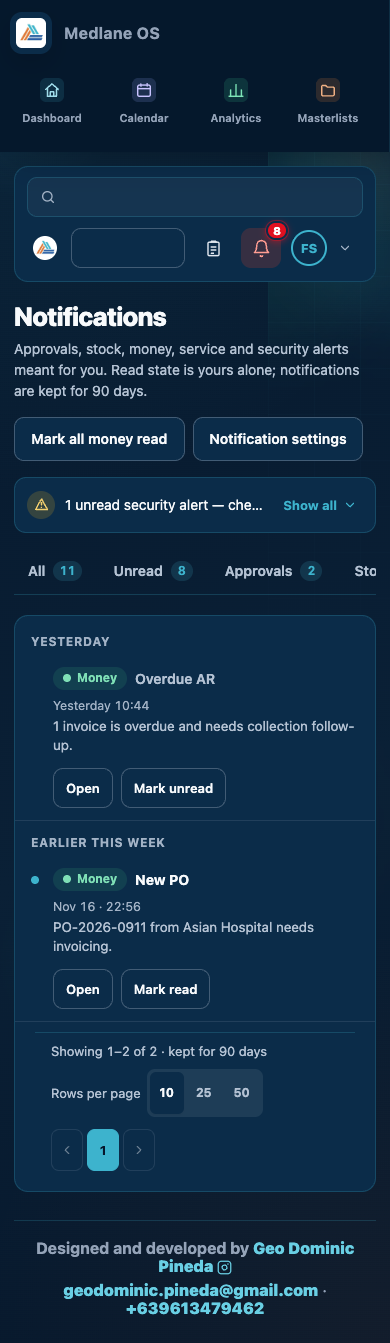 Medlane OS
Dashboard Calendar Analytics Masterlists
8
FS
Notifications
Approvals, stock, money, service and security alerts
meant for you. Read state is yours alone; notifications
are kept for 90 days.
Mark all money read Notification settings
1 unread security alert — che... Show all
All 11 Unread 8 Approvals 2 Sto
YESTERDAY
Money Overdue AR
Yesterday 10:44
1 invoice is overdue and needs collection follow-
up.
Open Mark unread
EARLIER THIS WEEK
Money New PO
Nov 16 · 22:56
PO-2026-0911 from Asian Hospital needs
invoicing.
Open Mark read
Showing 1–2 of 2 · kept for 90 days
Rows per page 10 25 50
1
Designed and developed by Geo Dominic
Pineda
geodominic.pineda@gmail.com ·
+639613479462